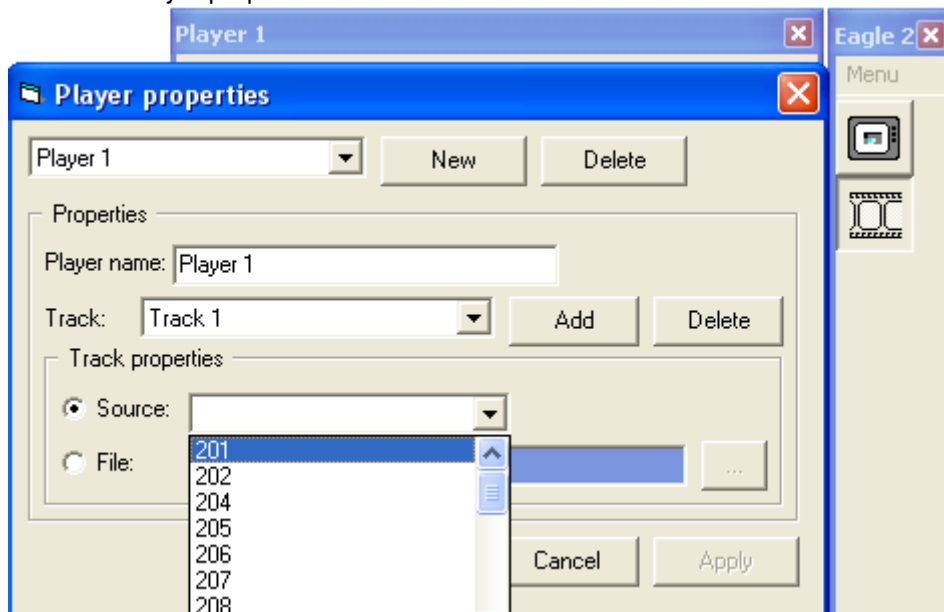 Player 1
Eagle 2
Player properties
Menu
Player 1
New
Delete
Properties
Player name: Player 1
Track: Track 1
Add
Delete
Track properties
Source:
File:
...
201
202
204
205
206
207
208
Cancel
Apply